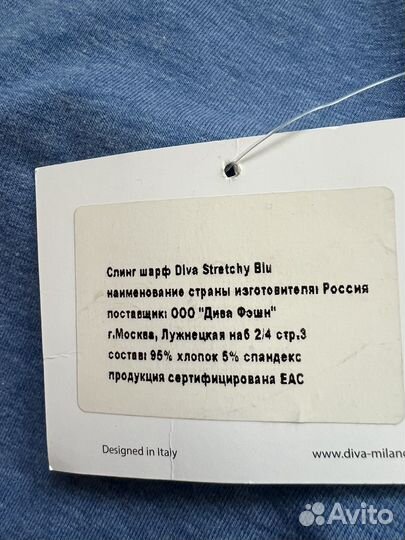 Слинг шарф Diva Stretchy Blu
наименование страны изготовителя: Россия
поставщик: ООО "Дива Фэшн"
г.Москва, Лужнецкая наб 2/4 стр.3
состав: 95% хлопок 5% спандекс
продукция сертифицирована ЕАС
Designed in Italy www.diva-milano
Avito